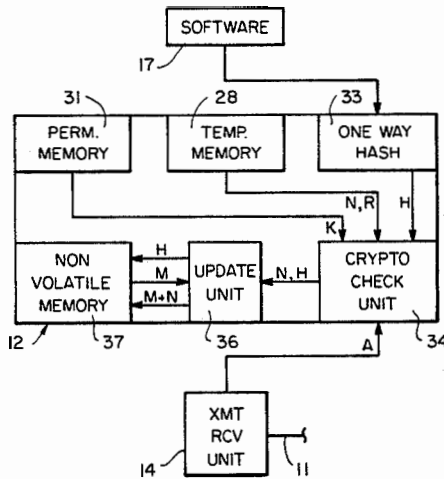 SOFTWARE
17
31
28
33
PERM.
MEMORY
TEMP.
MEMORY
ONE WAY
HASH
K
N,R
H
NON
VOLATILE
MEMORY
H
M
M+N
UPDATE
UNIT
N,H
CRYPTO
CHECK
UNIT
12
37
36
A
34
XMT
RCV
UNIT
14
11